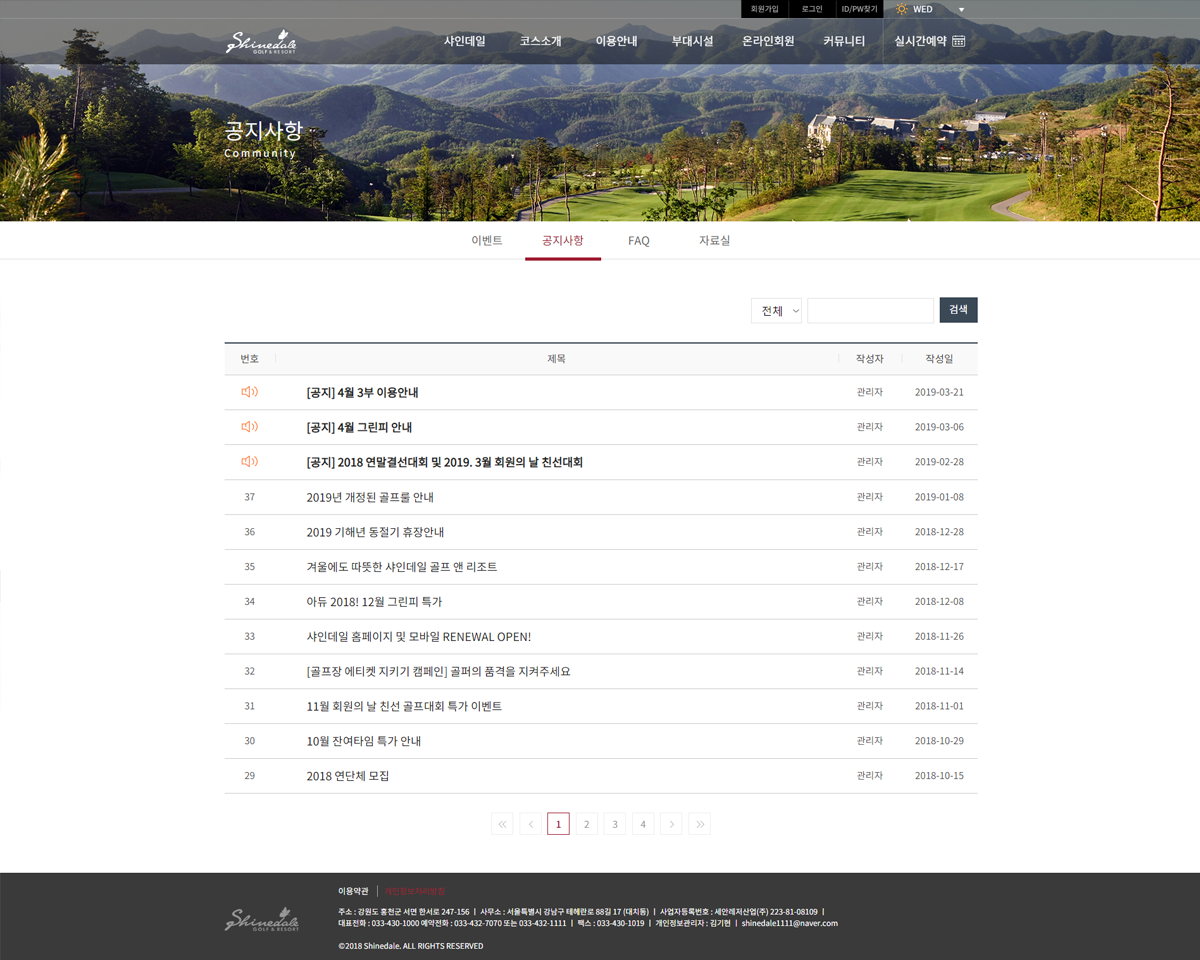 회원가입 로그인 ID/PW찾기 WED
Shinedale
GOLF & RESORT
샤인데일 코스소개 이용안내 부대시설 온라인회원 커뮤니티 실시간예약
공지사항
Community
이벤트 공지사항 FAQ 자료실
전체 검색
번호 제목 작성자 작성일
[공지] 4월 3부 이용안내 관리자 2019-03-21
[공지] 4월 그린피 안내 관리자 2019-03-06
[공지] 2018 연말결선대회 및 2019. 3월 회원의 날 친선대회 관리자 2019-02-28
37 2019년 개정된 골프룰 안내 관리자 2019-01-08
36 2019 기해년 동절기 휴장안내 관리자 2018-12-28
35 겨울에도 따뜻한 샤인데일 골프 앤 리조트 관리자 2018-12-17
34 아듀 2018! 12월 그린피 특가 관리자 2018-12-08
33 샤인데일 홈페이지 및 모바일 RENEWAL OPEN! 관리자 2018-11-26
32 [골프장 에티켓 지키기 캠페인] 골퍼의 품격을 지켜주세요 관리자 2018-11-14
31 11월 회원의 날 친선 골프대회 특가 이벤트 관리자 2018-11-01
30 10월 잔여타임 특가 안내 관리자 2018-10-29
29 2018 연단체 모집 관리자 2018-10-15
« < 1 2 3 4 > »
이용약관 | 개인정보처리방침
Shinedale
GOLF & RESORT
주소 : 강원도 홍천군 서면 한서로 247-156 | 사무소 : 서울특별시 강남구 테헤란로 88길 17 (대치동) | 사업자등록번호 : 세안레저산업(주) 223-81-08109 |
대표전화 : 033-430-1000 예약전화 : 033-432-7070 또는 033-432-1111 | 팩스 : 033-430-1019 | 개인정보관리자 : 김기현 | shinedale1111@naver.com
©2018 Shinedale. ALL RIGHTS RESERVED